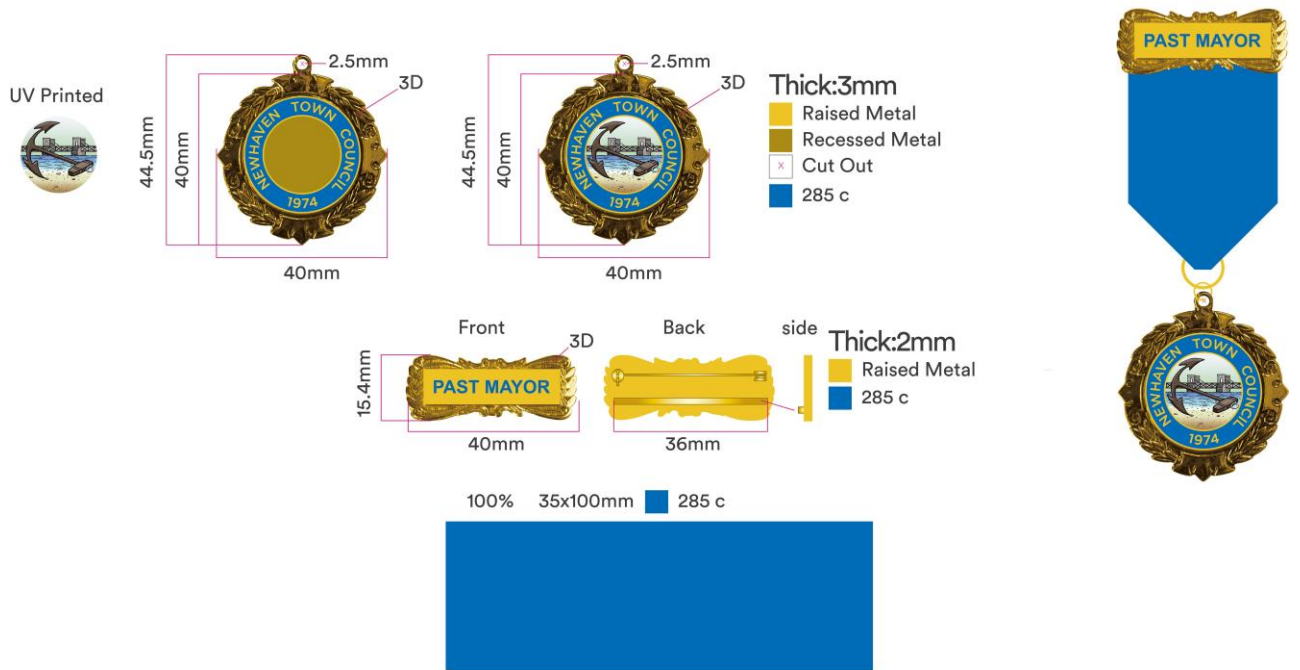 UV Printed
44.5mm
40mm
2.5mm
3D
NEWHAVEN TOWN COUNCIL
1974
40mm
44.5mm
40mm
2.5mm
3D
NEWHAVEN TOWN COUNCIL
1974
40mm
Thick:3mm
Raised Metal
Recessed Metal
x Cut Out
285 c
PAST MAYOR
NEWHAVEN TOWN COUNCIL
1974
Front
3D
15.4mm
PAST MAYOR
40mm
Back
36mm
side
Thick:2mm
Raised Metal
285 c
100% 35x100mm 285 c